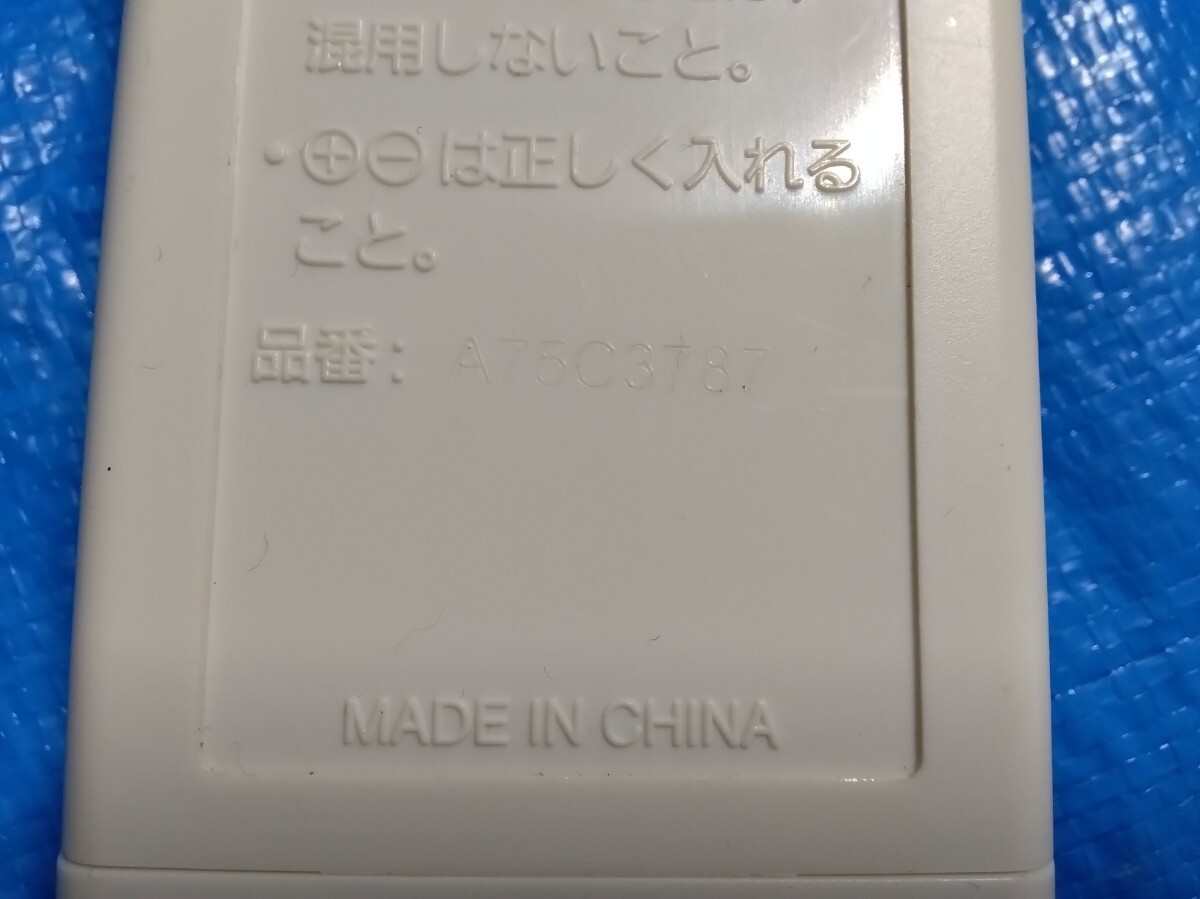 混用しないこと。
・⊕⊖は正しく入れる
こと。
品番: A75C3787
MADE IN CHINA